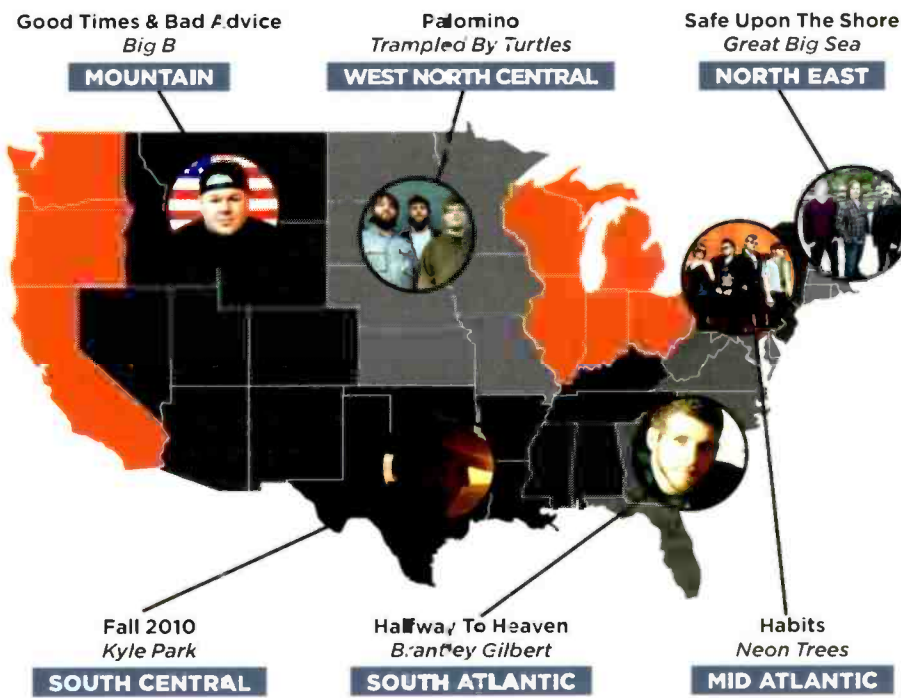 Good Times & Bad Advice
Big B
MOUNTAIN
Palomino
Trampled By Turtles
WEST NORTH CENTRAL
Safe Upon The Shore
Great Big Sea
NORTH EAST
Fall 2010
Kyle Park
SOUTH CENTRAL
Halfway To Heaven
Brantley Gilbert
SOUTH ATLANTIC
Habits
Neon Trees
MID ATLANTIC